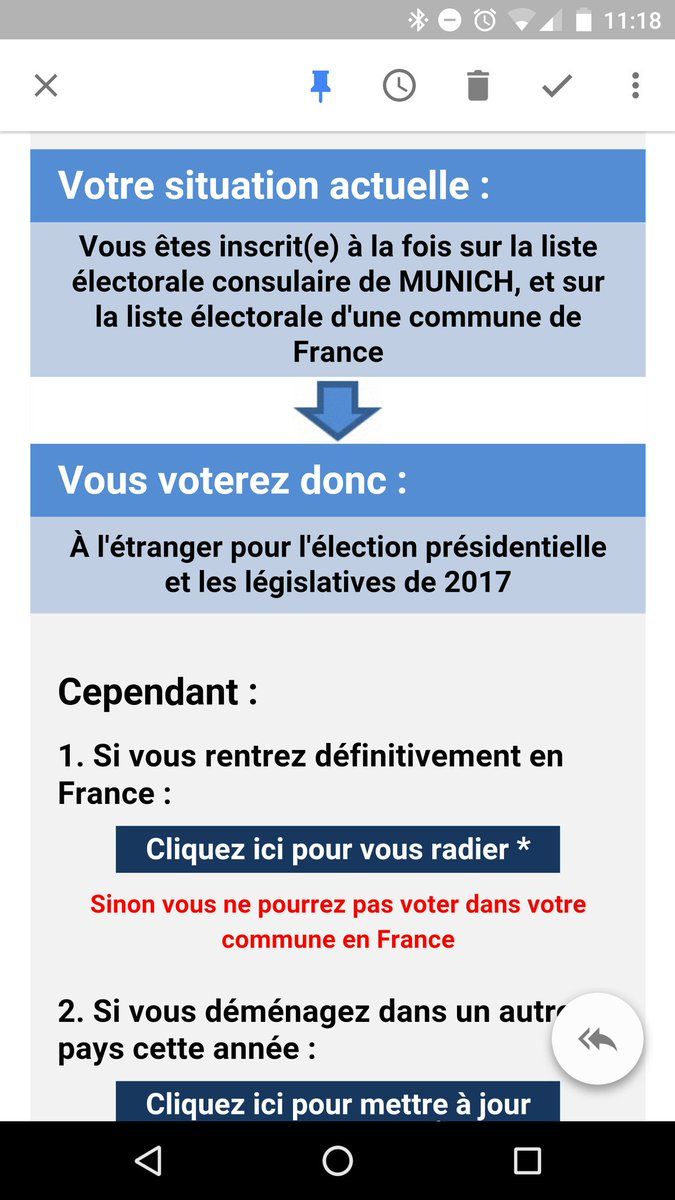 11:18
Votre situation actuelle :
Vous êtes inscrit(e) à la fois sur la liste
électorale consulaire de MUNICH, et sur
la liste électorale d'une commune de
France
Vous voterez donc :
À l'étranger pour l'élection présidentielle
et les législatives de 2017
Cependant :
1. Si vous rentrez définitivement en
France :
Cliquez ici pour vous radier *
Sinon vous ne pourrez pas voter dans votre
commune en France
2. Si vous déménagez dans un autre
pays cette année :
Cliquez ici pour mettre à jour